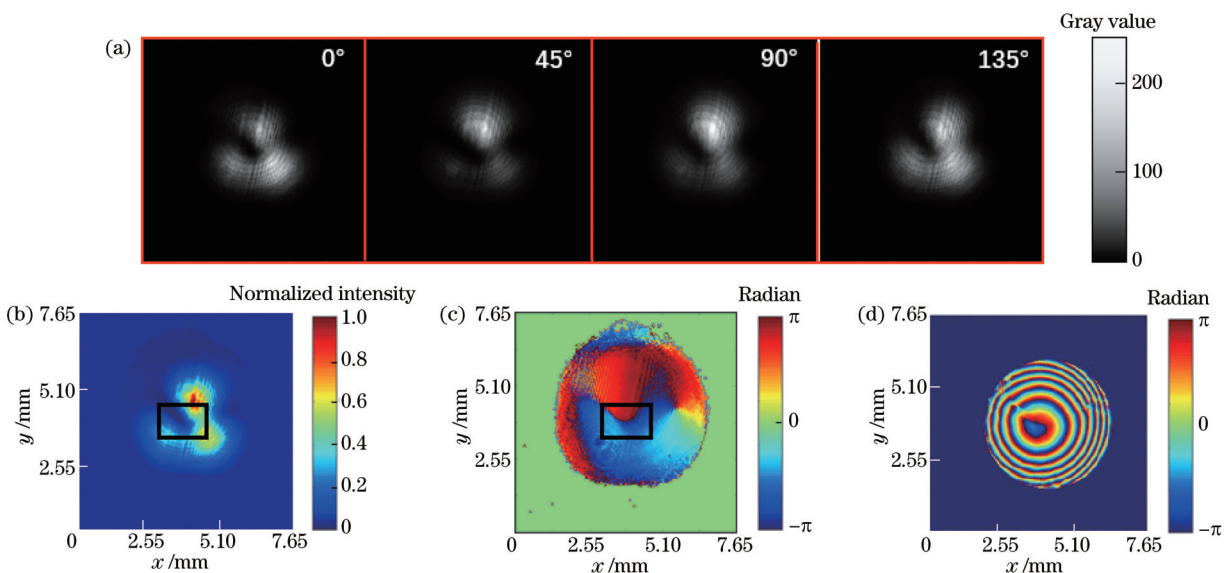 Gray value
(a)
0°
45°
90°
135°
200
100
0
Normalized intensity
(b)
7.65
5.10
2.55
y /mm
0
2.55
5.10
7.65
x /mm
1.0
0.8
0.6
0.4
0.2
0
Radian
(c)
7.65
5.10
2.55
y /mm
0
2.55
5.10
7.65
x /mm
π
0
−π
Radian
(d)
7.65
5.10
2.55
y /mm
0
2.55
5.10
7.65
x /mm
π
0
−π